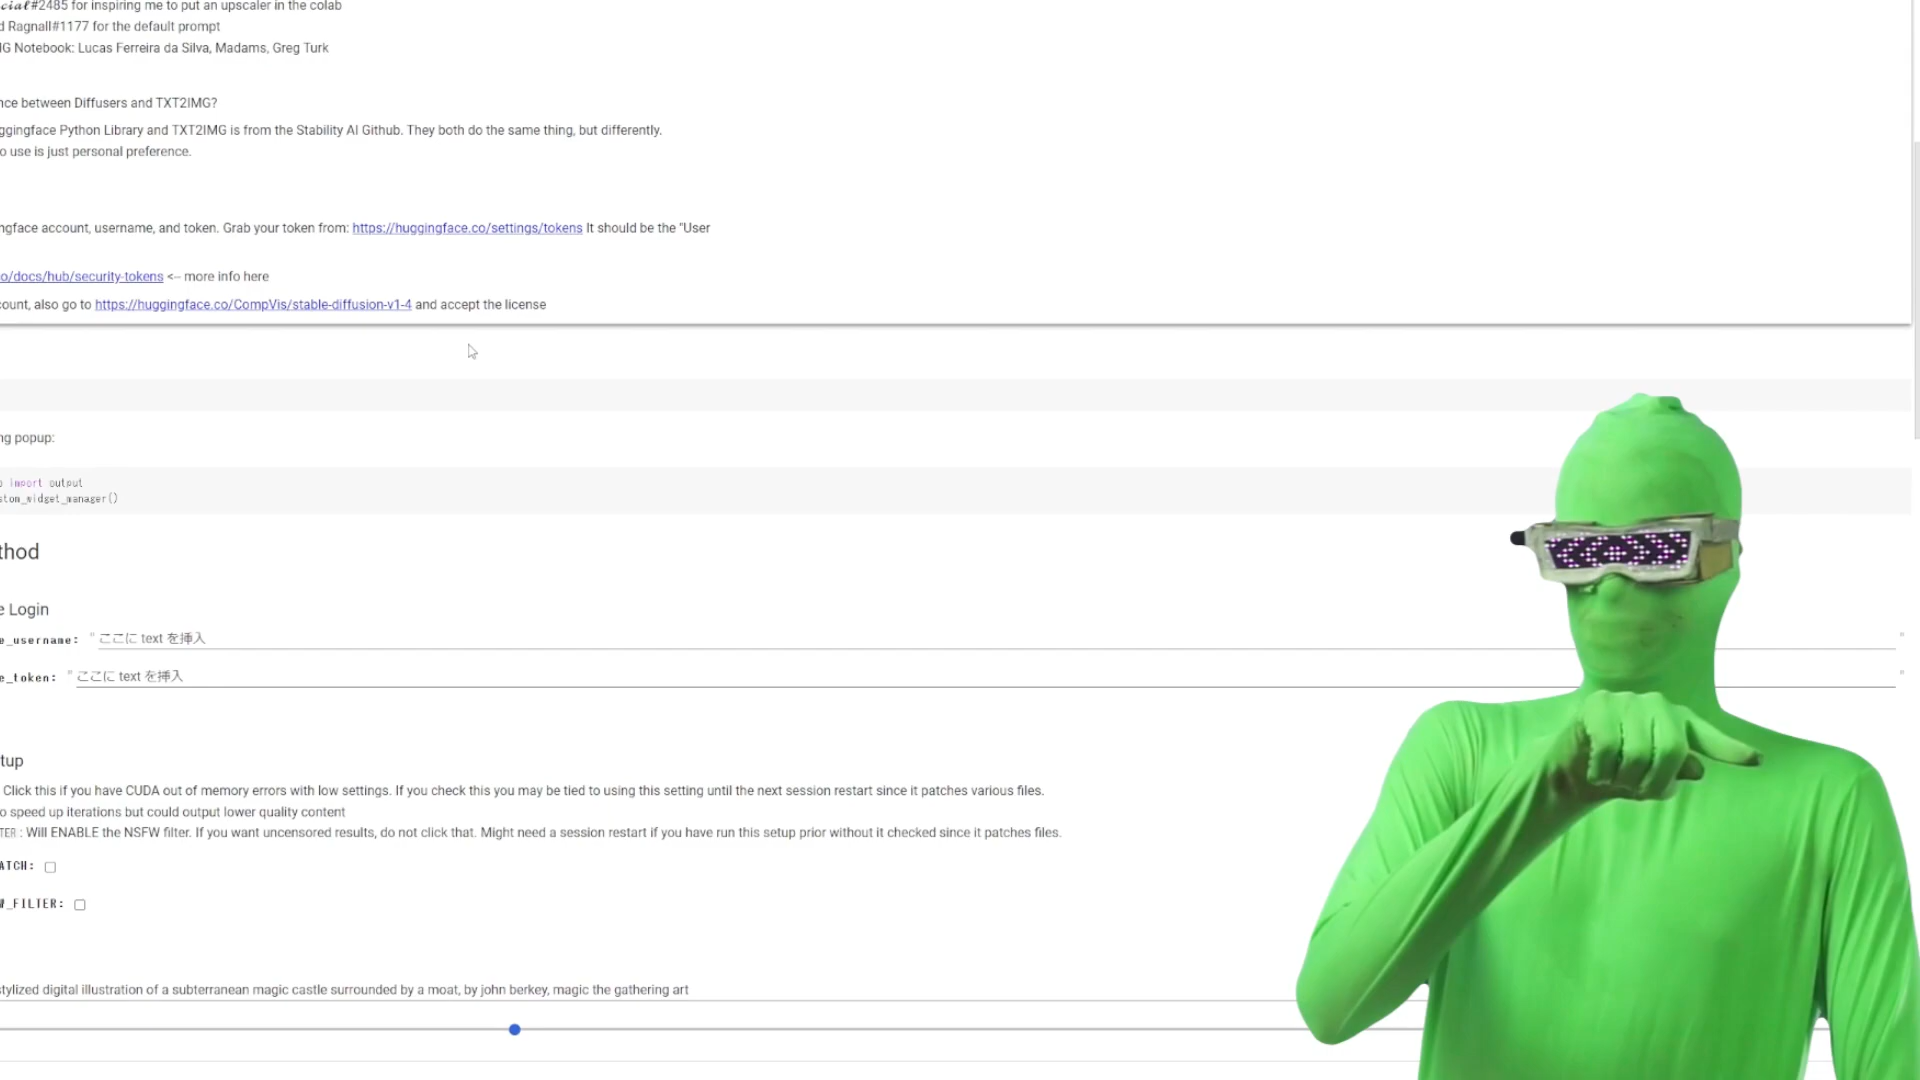 cial#2485 for inspiring me to put an upscaler in the colab
d Ragnall#1177 for the default prompt
IG Notebook: Lucas Ferreira da Silva, Madams, Greg Turk
nce between Diffusers and TXT2IMG?
ggingface Python Library and TXT2IMG is from the Stability AI Github. They both do the same thing, but differently.
o use is just personal preference.
ngface account, username, and token. Grab your token from: https://huggingface.co/settings/tokens It should be the "User
o/docs/hub/security-tokens <-- more info here
count, also go to https://huggingface.co/CompVis/stable-diffusion-v1-4 and accept the license
ng popup:
b import output
stom_widget_manager()
thod
e Login
e_username: " ここに text を挿入 "
e_token: " ここに text を挿入 "
tup
Click this if you have CUDA out of memory errors with low settings. If you check this you may be tied to using this setting until the next session restart since it patches various files.
o speed up iterations but could output lower quality content
TER : Will ENABLE the NSFW filter. If you want uncensored results, do not click that. Might need a session restart if you have run this setup prior without it checked since it patches files.
ATCH:
W_FILTER:
tylized digital illustration of a subterranean magic castle surrounded by a moat, by john berkey, magic the gathering art